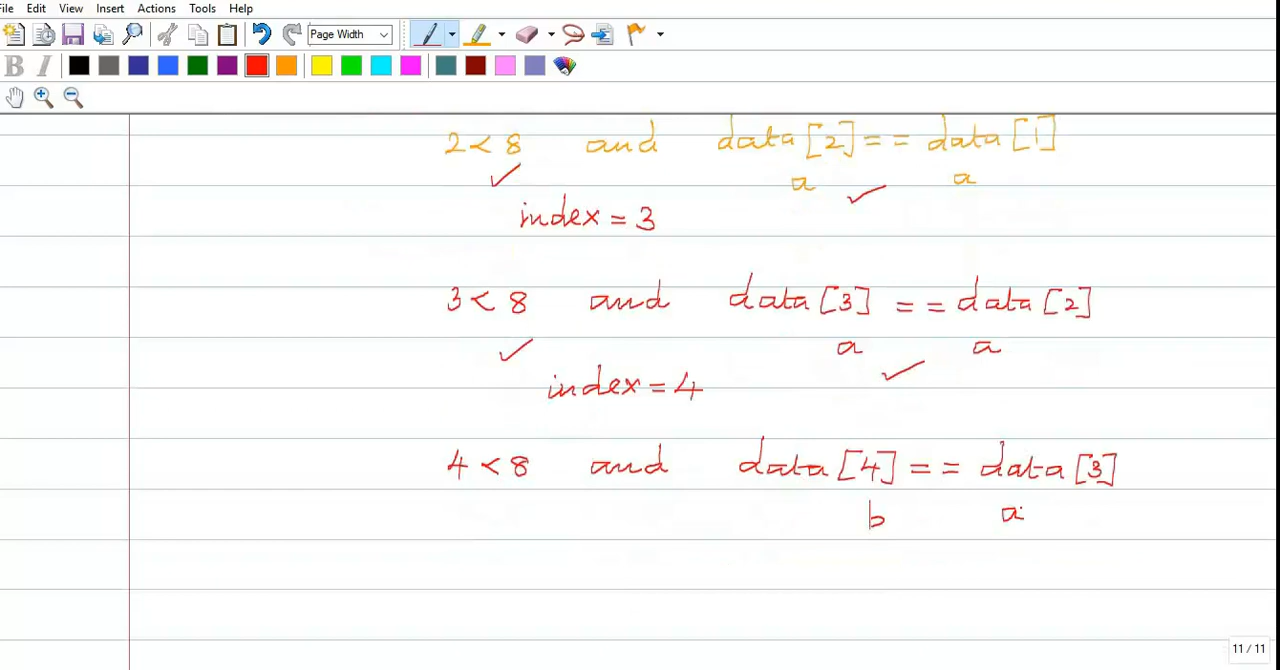 File Edit View Insert Actions Tools Help
Page Width
B I
2 < 8 and data [2] = = data [1]
a a
index = 3
3 < 8 and data [3] = = data [2]
a a
index = 4
4 < 8 and data [4] = = data [3]
b a
11 / 11